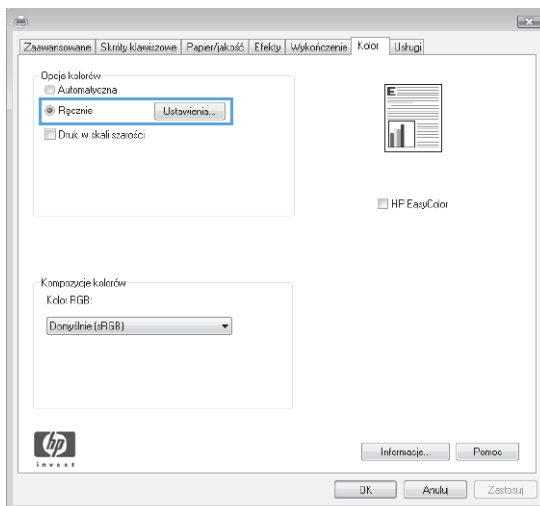 Zaawansowane Skróty klawiszowe Papier/jakość Efekty Wykończenie Kolor Usługi
Opcje kolorów
Automatyczna
Ręcznie Ustawienia...
Druk w skali szarości
E
HP EasyColor
Kompozycje kolorów
Kolor RGB:
Domyślnie (sRGB)
hp
invent
Informacje... Pomoc
OK Anuluj Zastosuj